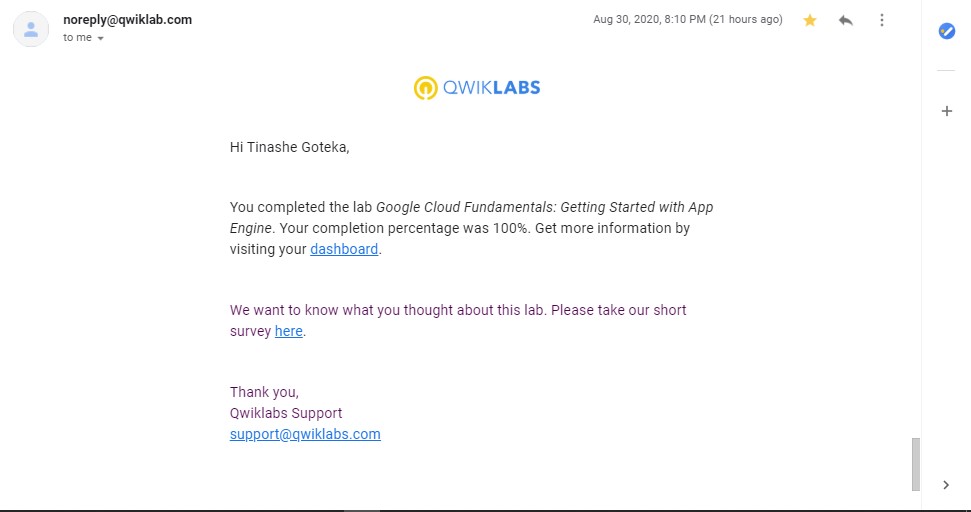 noreply@qwiklab.com
Aug 30, 2020, 8:10 PM (21 hours ago)
to me
QWIKLABS
Hi Tinashe Goteka,
You completed the lab Google Cloud Fundamentals: Getting Started with App
Engine. Your completion percentage was 100%. Get more information by
visiting your dashboard.
We want to know what you thought about this lab. Please take our short
survey here.
Thank you,
Qwiklabs Support
support@qwiklabs.com